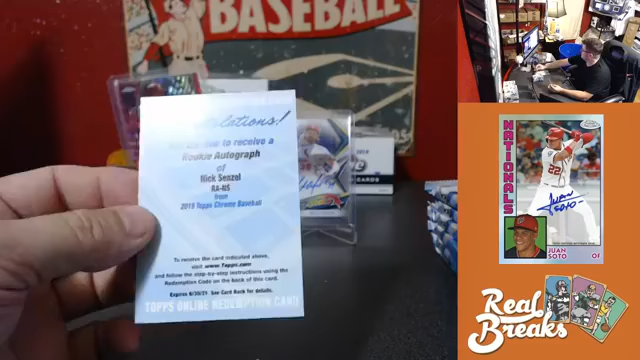 BASEBALL
Congratulations!
to receive a
Rookie Autograph
of
Nick Senzel
RA-NS
from
2019 Topps Chrome Baseball
To receive the card indicated above,
visit www.Topps.com
and follow the step-by-step instructions using the
Redemption Code on the back of this card.
Expires 8/30/21 See Card Back for details.
TOPPS ONLINE REDEMPTION CARD
CARDS
NATIONALS
22
JUAN
SOTO
OF
Real
Breaks